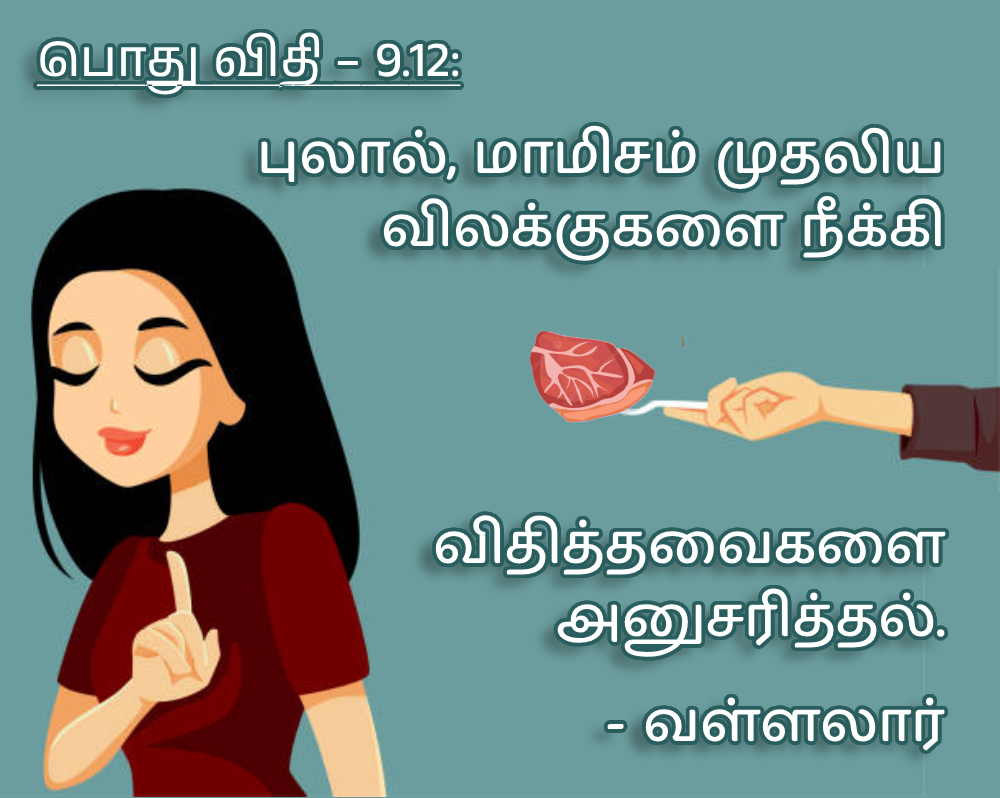 பொது விதி – 9.12:
புலால், மாமிசம் முதலிய
விலக்குகளை நீக்கி
விதித்தவைகளை
அனுசரித்தல்.
- வள்ளலார்